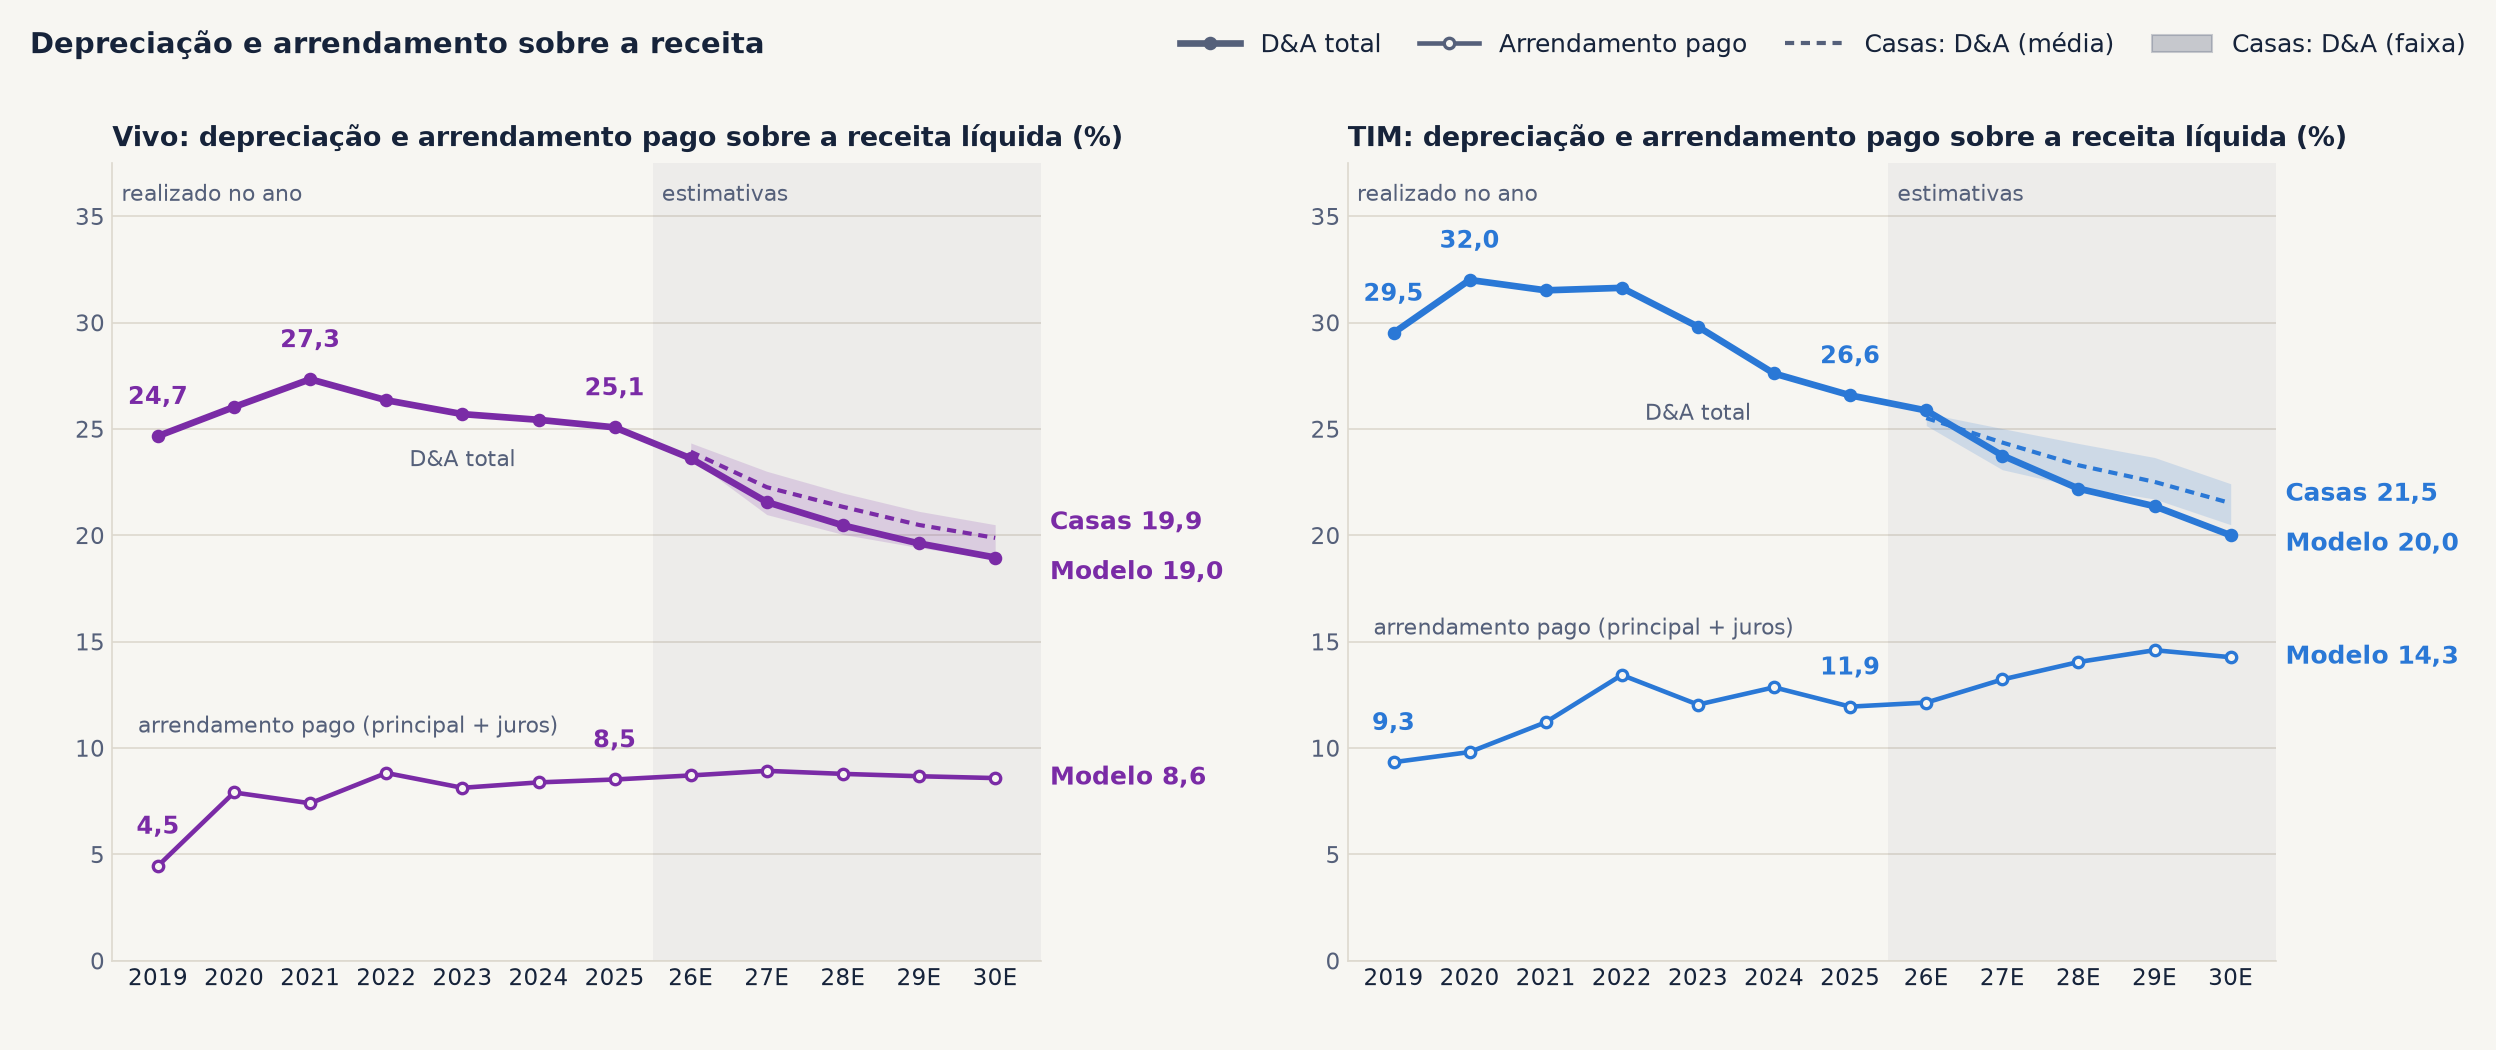 Depreciação e arrendamento sobre a receita
D&A total
Arrendamento pago
Casas: D&A (média)
Casas: D&A (faixa)
Vivo: depreciação e arrendamento pago sobre a receita líquida (%)
realizado no ano
estimativas
35
30
25
20
15
10
5
0
27,3
24,7
25,1
D&A total
Casas 19,9
Modelo 19,0
arrendamento pago (principal + juros)
8,5
4,5
Modelo 8,6
2019 2020 2021 2022 2023 2024 2025 26E 27E 28E 29E 30E
TIM: depreciação e arrendamento pago sobre a receita líquida (%)
realizado no ano
estimativas
35
30
25
20
15
10
5
0
32,0
29,5
26,6
D&A total
Casas 21,5
Modelo 20,0
arrendamento pago (principal + juros)
11,9
9,3
Modelo 14,3
2019 2020 2021 2022 2023 2024 2025 26E 27E 28E 29E 30E